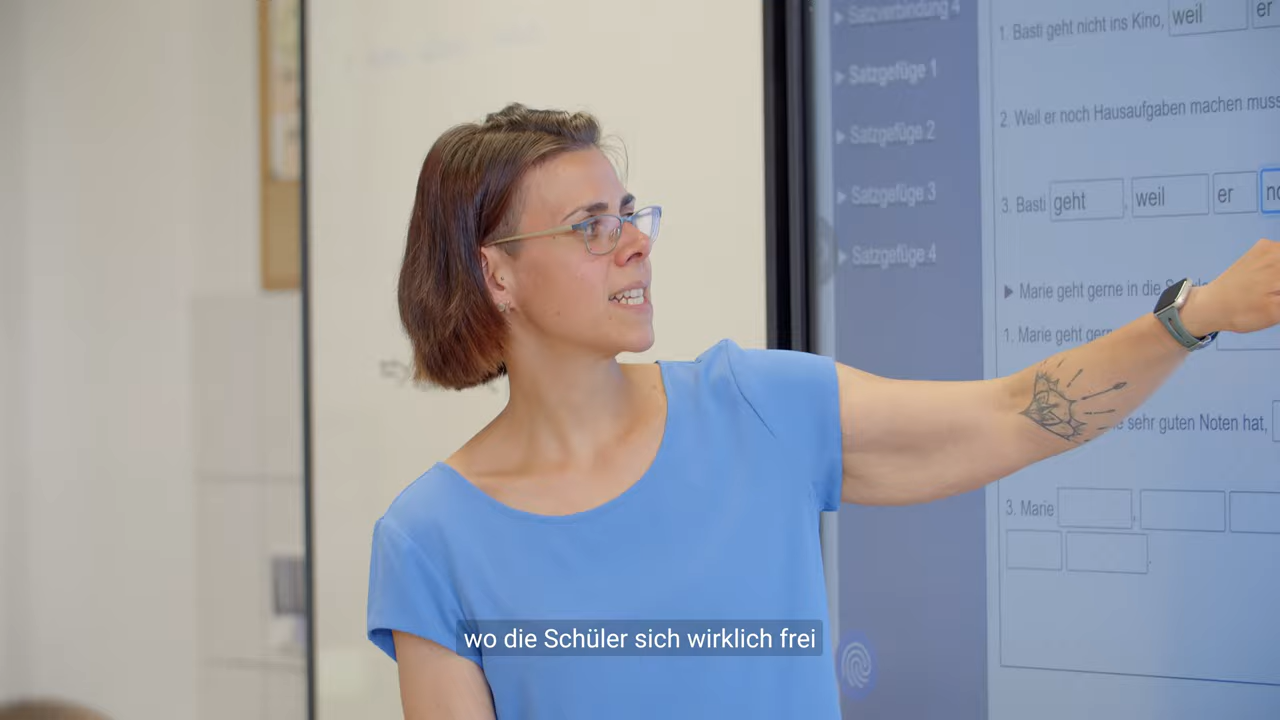 Satzverbindung 4
Satzgefüge 1
Satzgefüge 2
Satzgefüge 3
Satzgefüge 4
1. Basti geht nicht ins Kino, weil er
2. Weil er noch Hausaufgaben machen muss
3. Basti geht , weil er no
Marie geht gerne in die
1. Marie geht gern
sehr guten Noten hat,
3. Marie
wo die Schüler sich wirklich frei